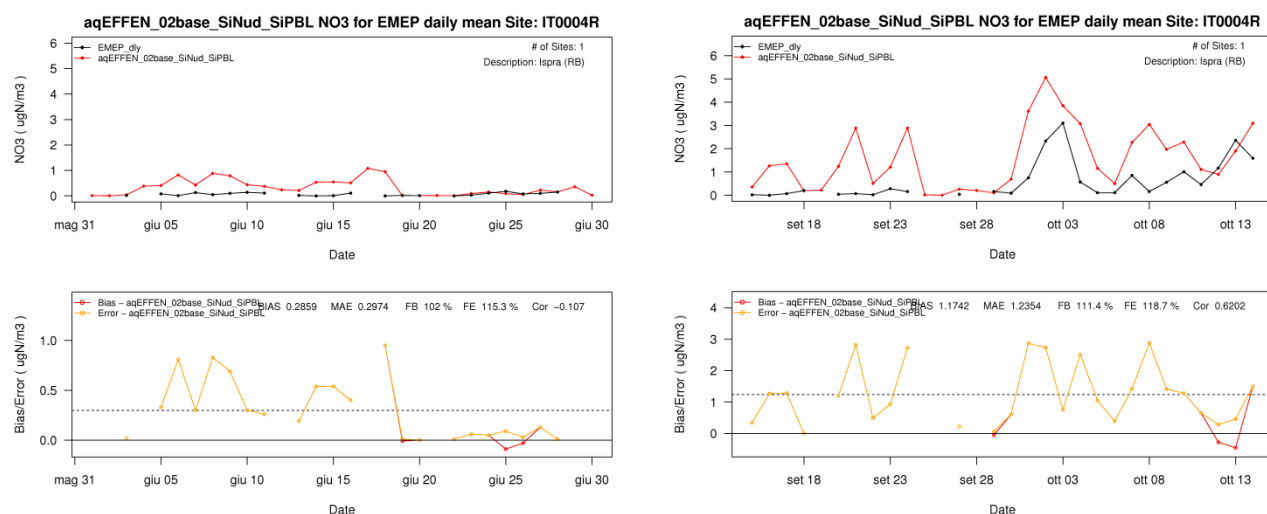 aqEFFEN_02base_SiNud_SiPBL NO3 for EMEP daily mean Site: IT0004R
EMEP_dly
aqEFFEN_02base_SiNud_SiPBL
# of Sites: 1
Description: Ispra (RB)
NO3 ( ugN/m3 )
6
5
4
3
2
1
0
mag 31 giu 05 giu 10 giu 15 giu 20 giu 25 giu 30
Date
Bias − aqEFFEN_02base_SiNud_SiPBL
Error − aqEFFEN_02base_SiNud_SiPBL
BIAS 0.2859 MAE 0.2974 FB 102 % FE 115.3 % Cor −0.107
Bias/Error ( ugN/m3 )
1.0
0.5
0.0
mag 31 giu 05 giu 10 giu 15 giu 20 giu 25 giu 30
Date
aqEFFEN_02base_SiNud_SiPBL NO3 for EMEP daily mean Site: IT0004R
EMEP_dly
aqEFFEN_02base_SiNud_SiPBL
# of Sites: 1
Description: Ispra (RB)
NO3 ( ugN/m3 )
6
5
4
3
2
1
0
set 18 set 23 set 28 ott 03 ott 08 ott 13
Date
Bias − aqEFFEN_02base_SiNud_SiPBL
Error − aqEFFEN_02base_SiNud_SiPBL
BIAS 1.1742 MAE 1.2354 FB 111.4 % FE 118.7 % Cor 0.6202
Bias/Error ( ugN/m3 )
4
3
2
1
0
set 18 set 23 set 28 ott 03 ott 08 ott 13
Date